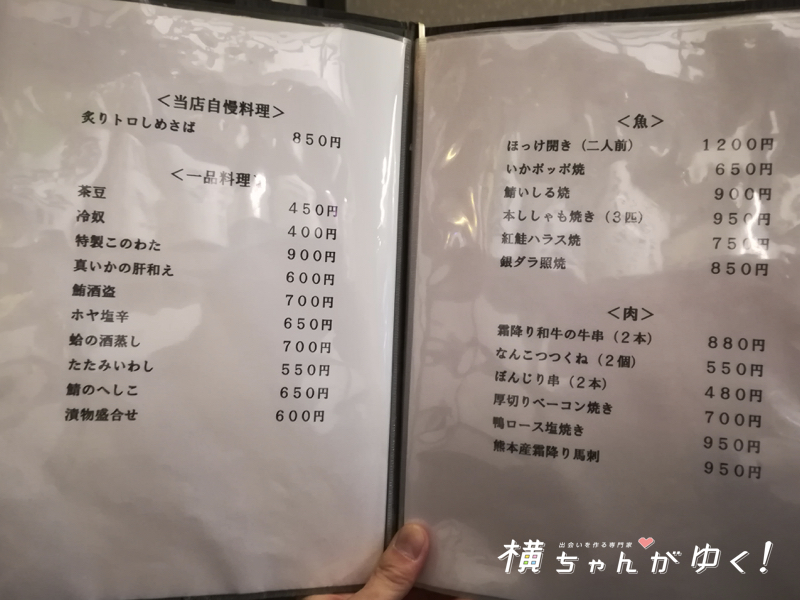 ＜当店自慢料理＞
炙りトロしめさば 850円
＜一品料理＞
茶豆 450円
冷奴 400円
特製このわた 900円
真いかの肝和え 600円
鮪酒盗 700円
ホヤ塩辛 650円
蛤の酒蒸し 700円
たたみいわし 550円
鯖のへしこ 650円
漬物盛合せ 600円
＜魚＞
ほっけ開き（二人前） 1200円
いかポッポ焼 650円
鯖いしる焼 900円
本ししゃも焼き（3匹） 950円
紅鮭ハラス焼 750円
銀ダラ照焼 850円
＜肉＞
霜降り和牛の牛串（2本） 880円
なんこつつくね（2個） 550円
ぼんじり串（2本） 480円
厚切りベーコン焼き 700円
鴨ロース塩焼き 950円
熊本産霜降り馬刺 950円
出会いを作る専門家
横ちゃんがゆく！